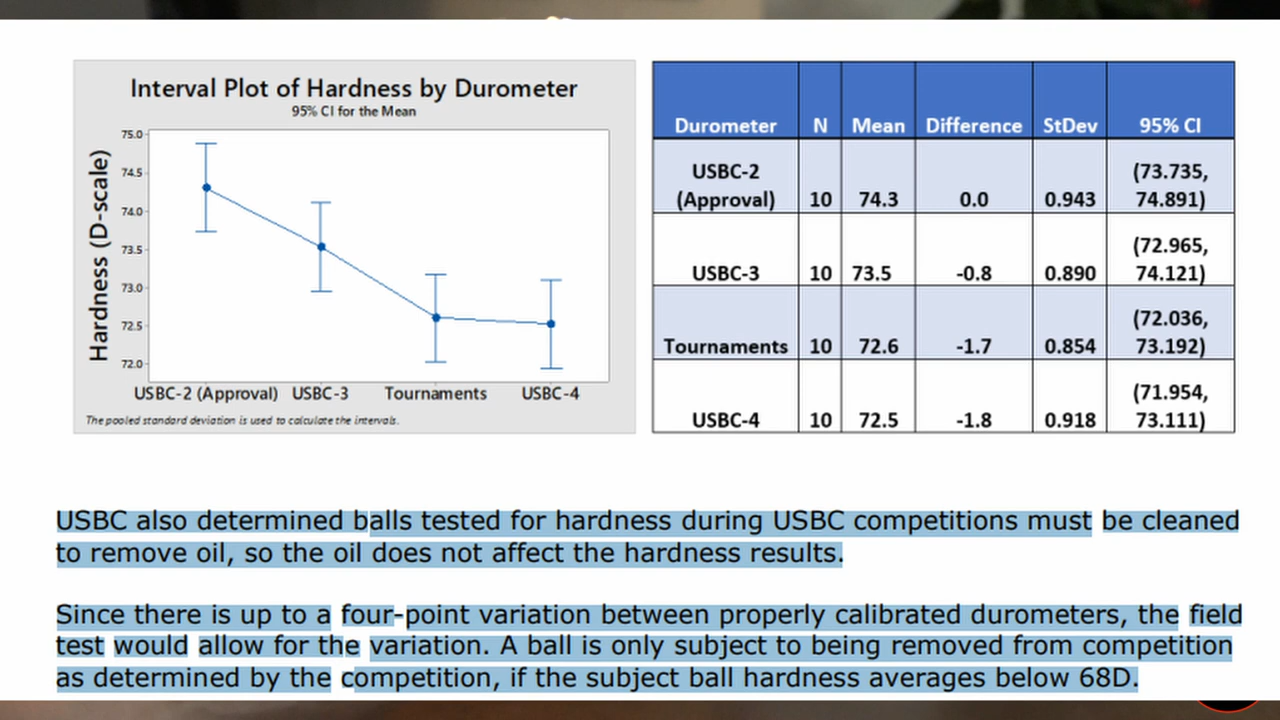 Interval Plot of Hardness by Durometer
95% CI for the Mean
Hardness (D-scale)
75.0
74.5
74.0
73.5
73.0
72.5
72.0
USBC-2 (Approval) USBC-3 Tournaments USBC-4
The pooled standard deviation is used to calculate the intervals.
Durometer N Mean Difference StDev 95% CI
USBC-2 (Approval) 10 74.3 0.0 0.943 (73.735, 74.891)
USBC-3 10 73.5 -0.8 0.890 (72.965, 74.121)
Tournaments 10 72.6 -1.7 0.854 (72.036, 73.192)
USBC-4 10 72.5 -1.8 0.918 (71.954, 73.111)
USBC also determined balls tested for hardness during USBC competitions must be cleaned
to remove oil, so the oil does not affect the hardness results.
Since there is up to a four-point variation between properly calibrated durometers, the field
test would allow for the variation. A ball is only subject to being removed from competition
as determined by the competition, if the subject ball hardness averages below 68D.